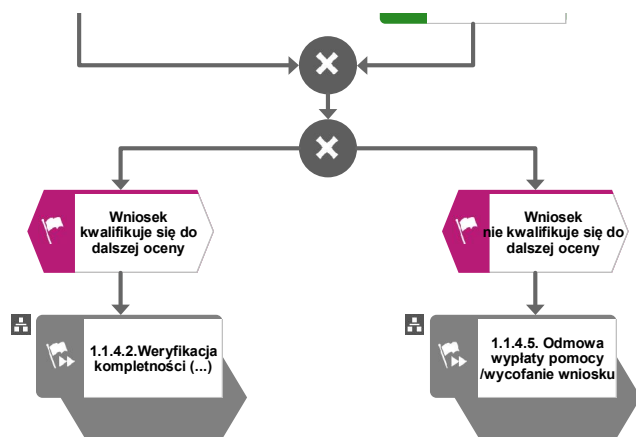 Wniosek
kwalifikuje się do
dalszej oceny
Wniosek
nie kwalifikuje się do
dalszej oceny
1.1.4.2.Weryfikacja
kompletności (...)
1.1.4.5. Odmowa
wypłaty pomocy
/wycofanie wniosku